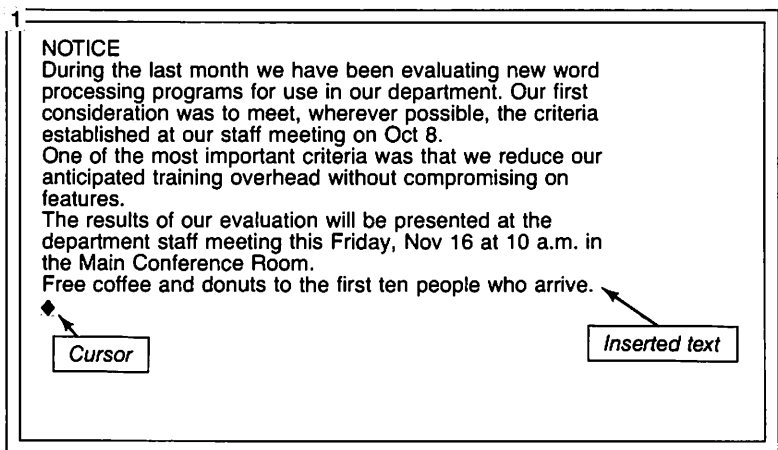 1
NOTICE
During the last month we have been evaluating new word
processing programs for use in our department. Our first
consideration was to meet, wherever possible, the criteria
established at our staff meeting on Oct 8.
One of the most important criteria was that we reduce our
anticipated training overhead without compromising on
features.
The results of our evaluation will be presented at the
department staff meeting this Friday, Nov 16 at 10 a.m. in
the Main Conference Room.
Free coffee and donuts to the first ten people who arrive.
Cursor
Inserted text